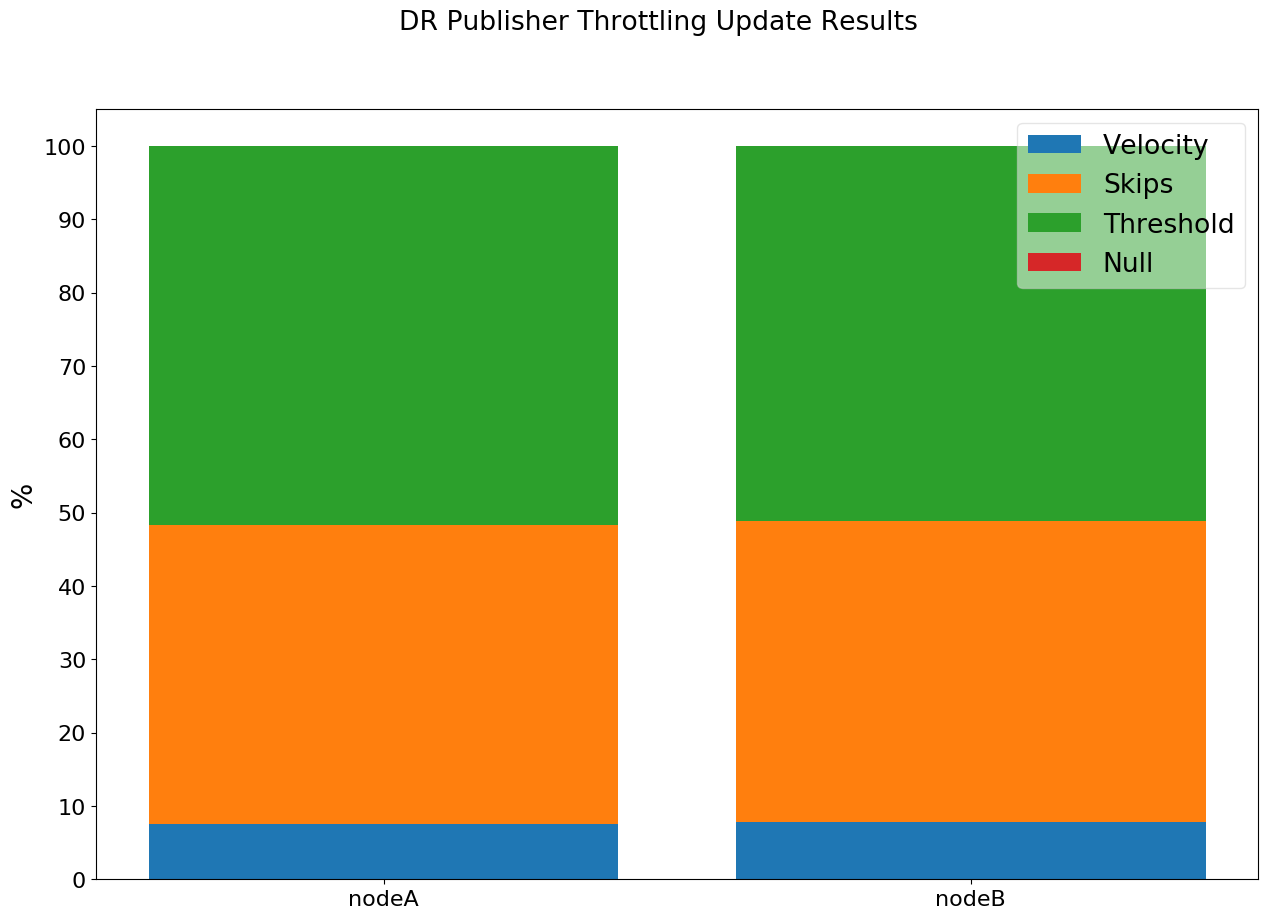 DR Publisher Throttling Update Results
100
90
80
70
60
50
40
30
20
10
0
%
Velocity
Skips
Threshold
Null
nodeA
nodeB